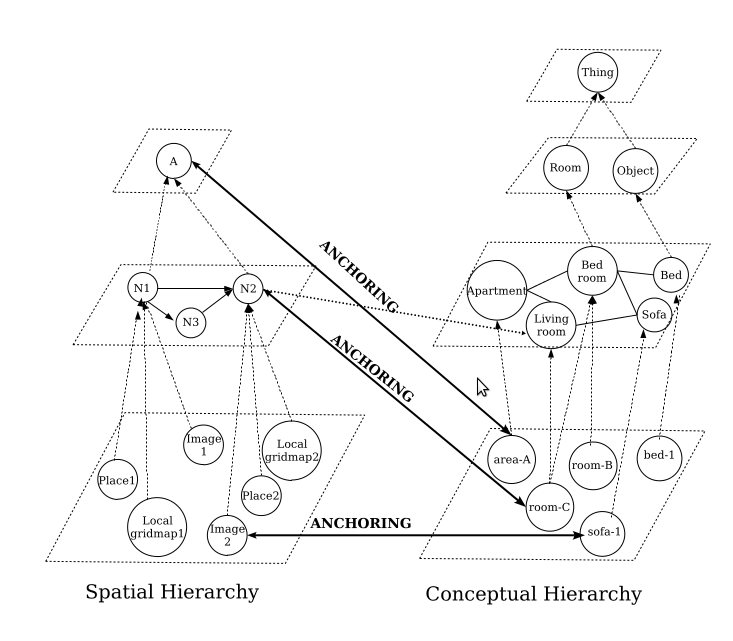 Thing
A
Room
Object
ANCHORING
N1
N2
N3
Apartment
Bed
room
Bed
Living
room
Sofa
ANCHORING
Image
1
Local
gridmap2
Place1
Place2
Local
gridmap1
Image
2
area-A
room-B
bed-1
room-C
ANCHORING
sofa-1
Spatial Hierarchy
Conceptual Hierarchy